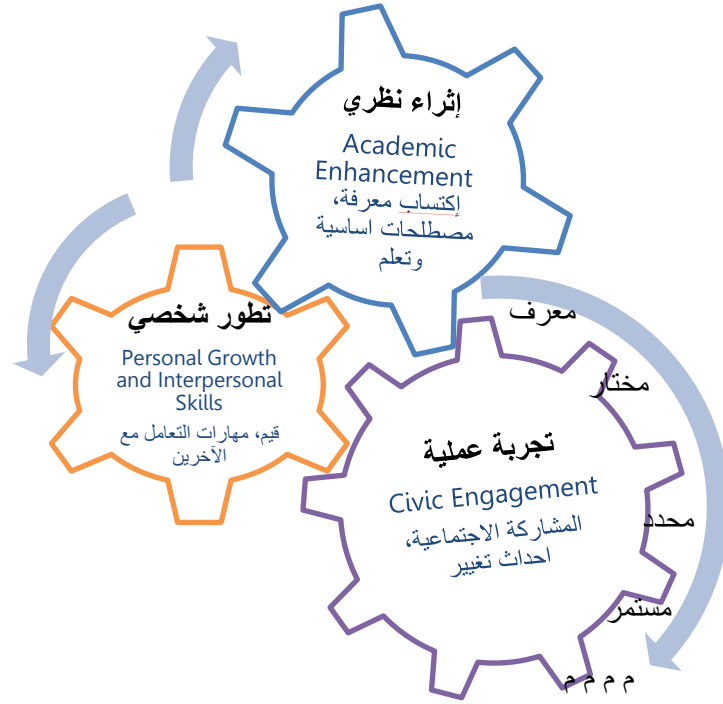 إثراء نظري
Academic
Enhancement
إكتساب معرفة،
مصطلحات اساسية
وتعلم
تطور شخصي
Personal Growth
and Interpersonal
Skills
قيم، مهارات التعامل مع
الآخرين
تجربة عملية
Civic Engagement
المشاركة الاجتماعية،
احداث تغيير
معرف
مختار
محدد
مستمر
م م م م